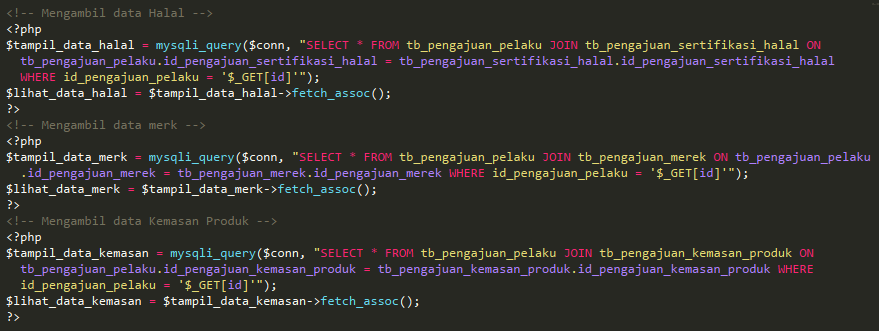 <!-- Mengambil data Halal -->
<?php
$tampil_data_halal = mysqli_query($conn, "SELECT * FROM tb_pengajuan_pelaku JOIN tb_pengajuan_sertifikasi_halal ON
tb_pengajuan_pelaku.id_pengajuan_sertifikasi_halal = tb_pengajuan_sertifikasi_halal.id_pengajuan_sertifikasi_halal
WHERE id_pengajuan_pelaku = '$_GET[id]'");
$lihat_data_halal = $tampil_data_halal->fetch_assoc();
?>
<!-- Mengambil data merk -->
<?php
$tampil_data_merk = mysqli_query($conn, "SELECT * FROM tb_pengajuan_pelaku JOIN tb_pengajuan_merek ON tb_pengajuan_pelaku
.id_pengajuan_merek = tb_pengajuan_merek.id_pengajuan_merek WHERE id_pengajuan_pelaku = '$_GET[id]'");
$lihat_data_merk = $tampil_data_merk->fetch_assoc();
?>
<!-- Mengambil data Kemasan Produk -->
<?php
$tampil_data_kemasan = mysqli_query($conn, "SELECT * FROM tb_pengajuan_pelaku JOIN tb_pengajuan_kemasan_produk ON
tb_pengajuan_pelaku.id_pengajuan_kemasan_produk = tb_pengajuan_kemasan_produk.id_pengajuan_kemasan_produk WHERE
id_pengajuan_pelaku = '$_GET[id]'");
$lihat_data_kemasan = $tampil_data_kemasan->fetch_assoc();
?>